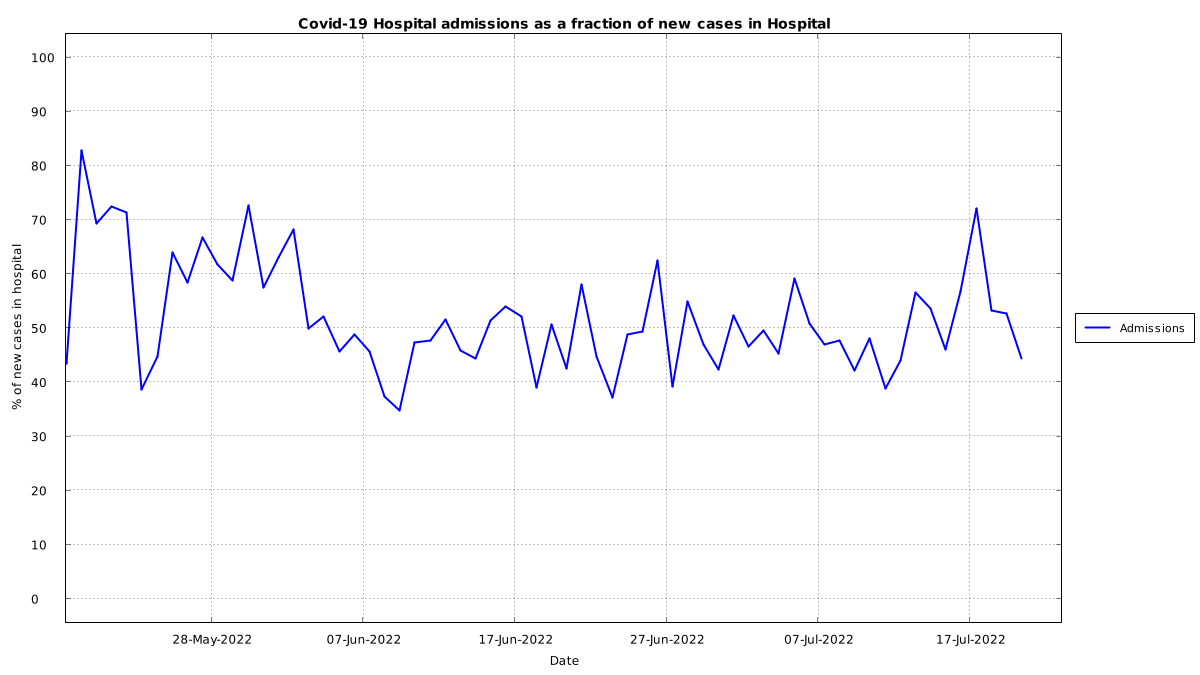 Covid-19 Hospital admissions as a fraction of new cases in Hospital
100
90
80
70
60
50
40
30
20
10
0
% of new cases in hospital
28-May-2022
07-Jun-2022
17-Jun-2022
27-Jun-2022
07-Jul-2022
17-Jul-2022
Date
Admissions